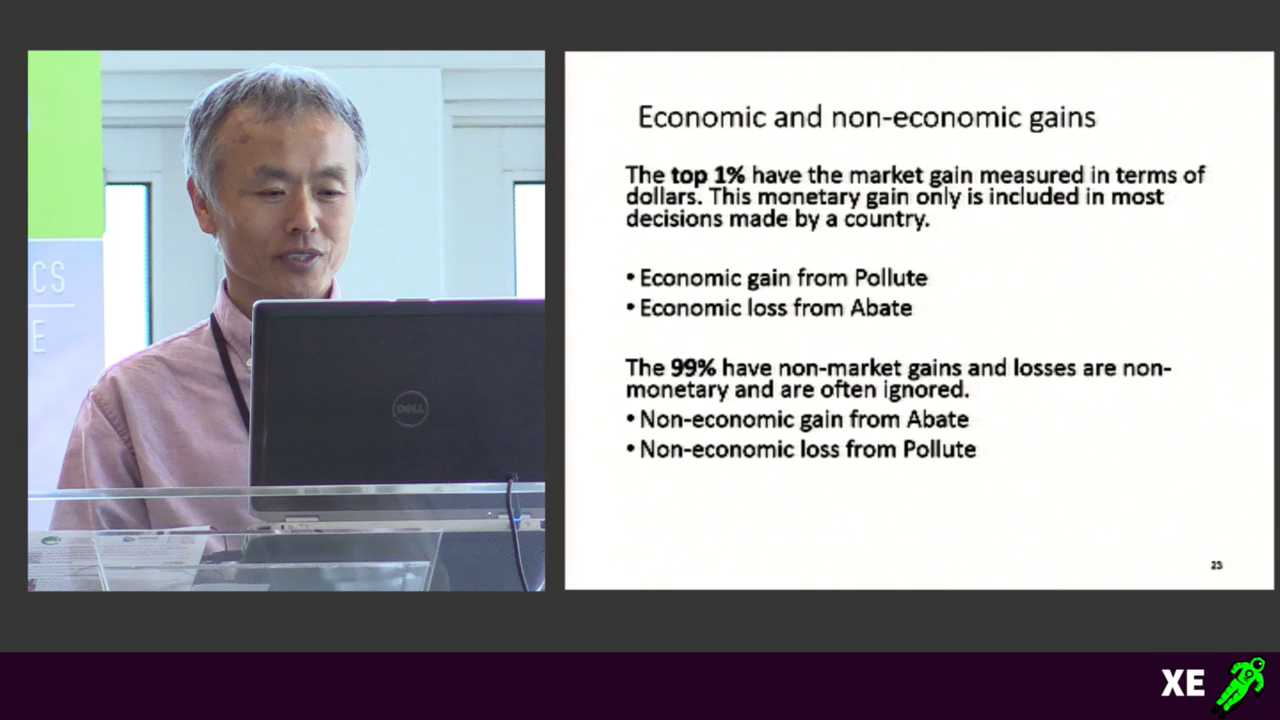 CS
E
DELL
Economic and non-economic gains
The top 1% have the market gain measured in terms of
dollars. This monetary gain only is included in most
decisions made by a country.
• Economic gain from Pollute
• Economic loss from Abate
The 99% have non-market gains and losses are non-
monetary and are often ignored.
• Non-economic gain from Abate
• Non-economic loss from Pollute
23
XE